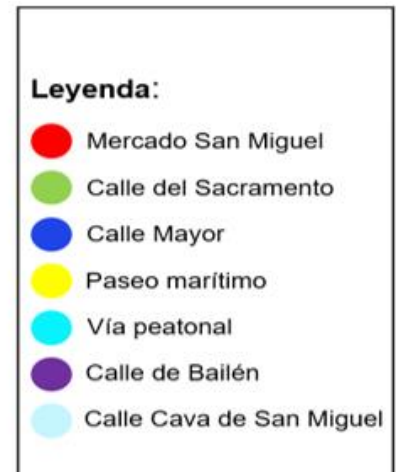 Leyenda:
Mercado San Miguel
Calle del Sacramento
Calle Mayor
Paseo marítimo
Vía peatonal
Calle de Bailén
Calle Cava de San Miguel